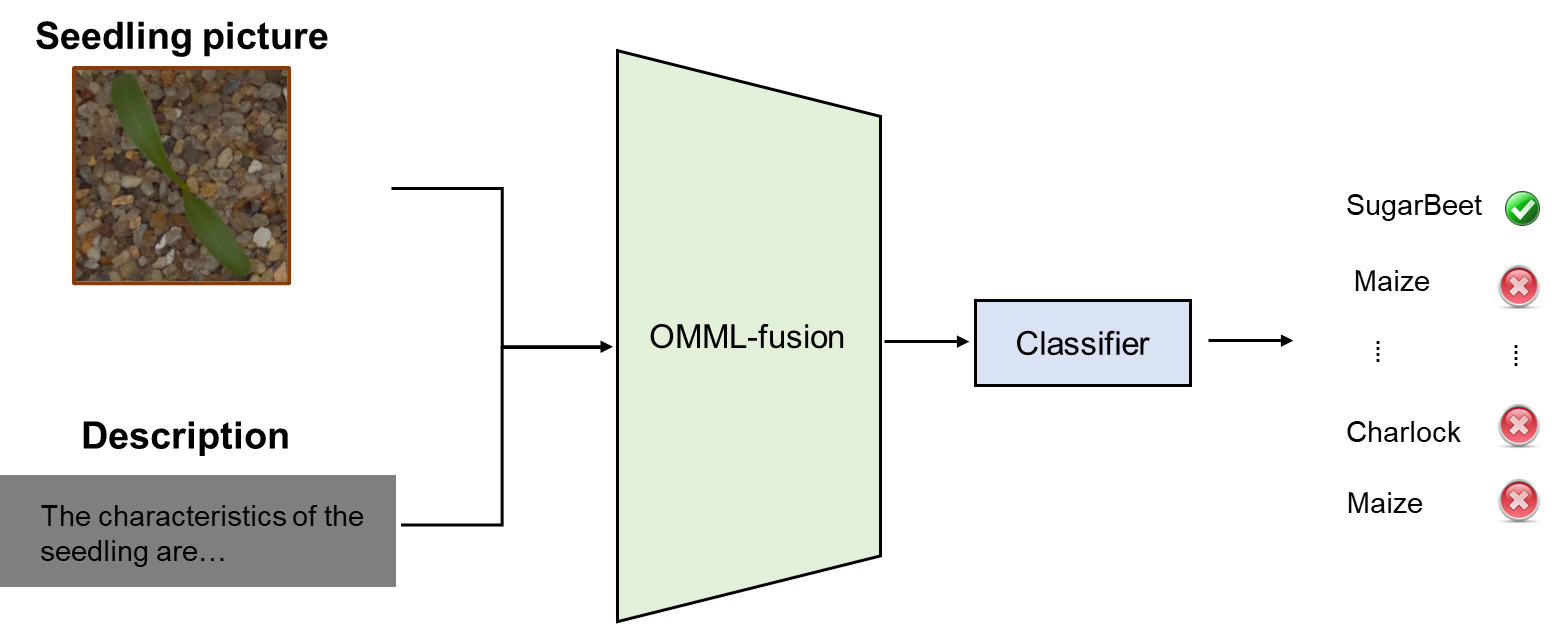 Seedling picture
Description
The characteristics of the
seedling are…
OMML-fusion
Classifier
SugarBeet
Maize
Charlock
Maize